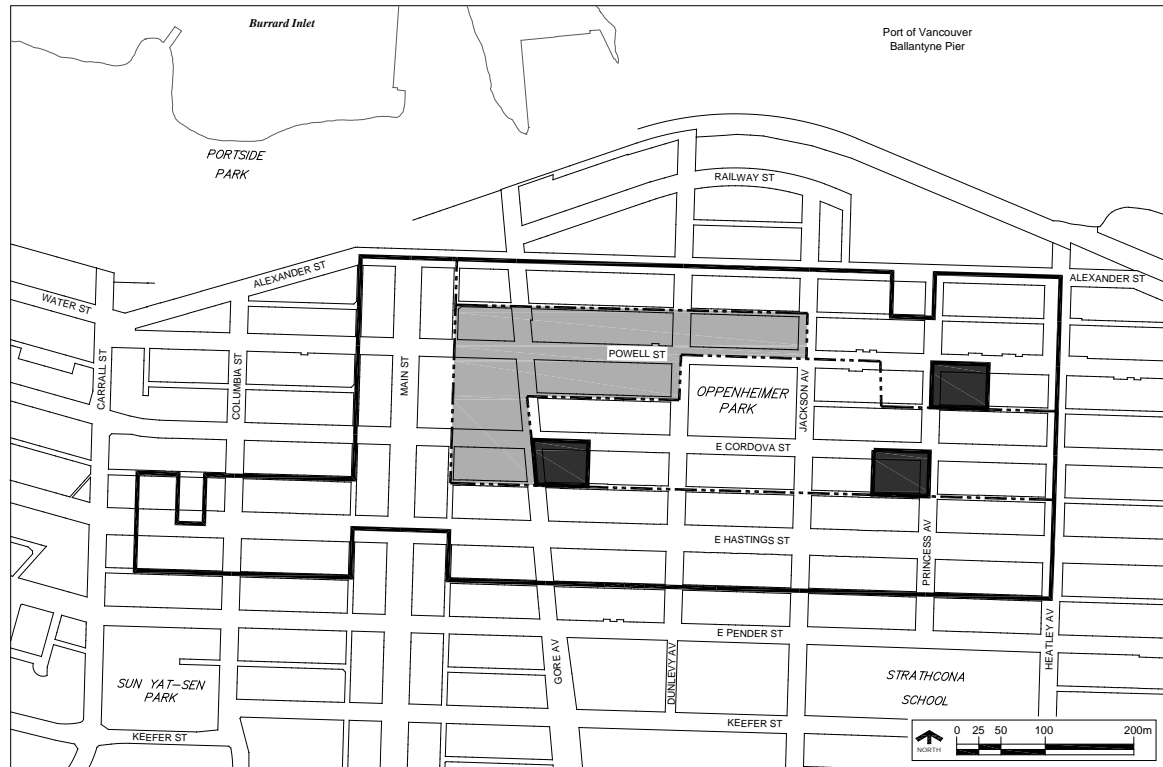 Burrard Inlet
Port of Vancouver
Ballantyne Pier
PORTSIDE
PARK
RAILWAY ST
ALEXANDER ST
ALEXANDER ST
WATER ST
CARRALL ST
COLUMBIA ST
MAIN ST
POWELL ST
OPPENHEIMER
PARK
JACKSON AV
E CORDOVA ST
E HASTINGS ST
PRINCESS AV
E PENDER ST
GORE AV
DUNLEVY AV
HEATLEY AV
SUN YAT-SEN
PARK
STRATHCONA
SCHOOL
KEEFER ST
KEEFER ST
NORTH
0 25 50 100 200m